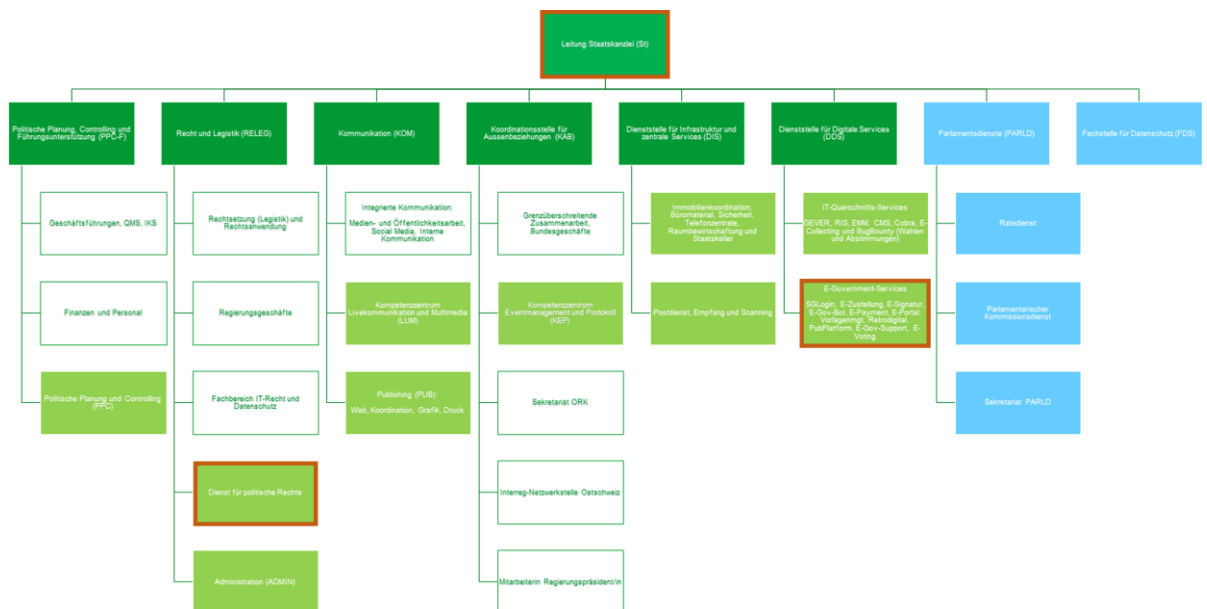 Leitung Staatskanzlei (St)
Politische Planung, Controlling und
Führungsunterstützung (PPC-F)
Recht und Legistik (RELEG)
Kommunikation (KOM)
Koordinationsstelle für
Aussenbeziehungen (KAB)
Dienststelle für Infrastruktur und
zentrale Services (DIS)
Dienststelle für Digitale Services
(DDS)
Parlamentsdienste (PARLD)
Fachstelle für Datenschutz (FDS)
Geschäftsführungen, QMS, IKS
Rechtsetzung (Legistik) und
Rechtsanwendung
Integrierte Kommunikation:
Medien- und Öffentlichkeitsarbeit,
Social Media, Interne
Kommunikation
Grenzüberschreitende
Zusammenarbeit,
Bundesgeschäfte
Immobilienkoordination,
Büromaterial, Sicherheit,
Telefonzentrale,
Raumbewirtschaftung und
Staatskeller
IT-Querschnitts-Services
GEVER, RIS, EMM, CMS, Cobra, E-
Collecting und BugBounty (Wahlen
und Abstimmungen)
Ratsdienst
Finanzen und Personal
Regierungsgeschäfte
Kompetenzzentrum
Livekommunikation und Multimedia
(LUM)
Kompetenzzentrum
Eventmanagement und Protokoll
(KEP)
Postdienst, Empfang und Scanning
E-Government-Services
SGLogin, E-Zustellung, E-Signatur,
E-Gov-Bot, E-Payment, E-Portal,
Vorlagenmgt, Retrodigital,
PubPlatform, E-Gov-Support, E-
Voting
Parlamentarischer
Kommissionsdienst
Politische Planung und Controlling
(PPC)
Fachbereich IT-Recht und
Datenschutz
Publishing (PUB):
Web, Koordination, Grafik, Druck
Sekretariat ORK
Sekretariat PARLD
Dienst für politische Rechte
Interreg-Netzwerkstelle Ostschweiz
Administration (ADMIN)
Mitarbeiterin Regierungspräsident/in